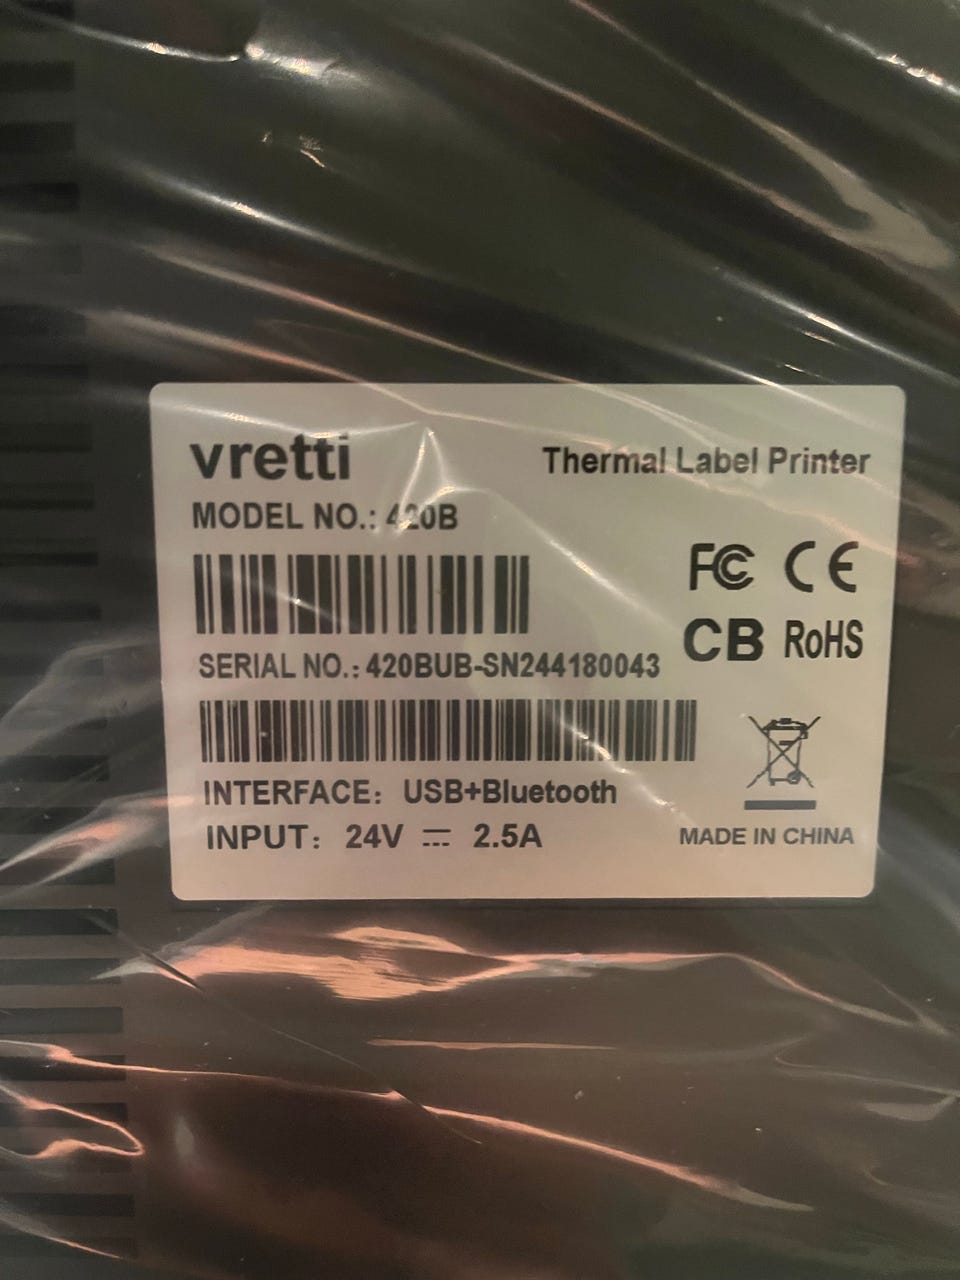 vretti
Thermal Label Printer
MODEL NO.: 420B
FC CE
CB RoHS
SERIAL NO.: 420BUB-SN244180043
INTERFACE: USB+Bluetooth
INPUT: 24V ⎓ 2.5A
MADE IN CHINA